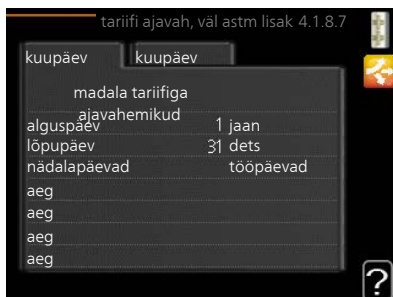 tariifi ajavah, väl astm lisak 4.1.8.7
kuupäev kuupäev
madala tariifiga
ajavahemikud
alguspäev 1 jaan
lõpupäev 31 dets
nädalapäevad tööpäevad
aeg
aeg
aeg
aeg
?